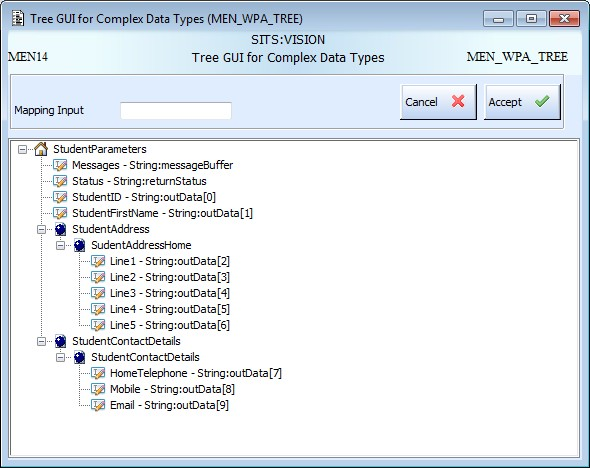 Tree GUI for Complex Data Types (MEN_WPA_TREE)
SITS:VISION
MEN14 Tree GUI for Complex Data Types MEN_WPA_TREE
Mapping Input Cancel Accept
StudentParameters
Messages - String:messageBuffer
Status - String:returnStatus
StudentID - String:outData[0]
StudentFirstName - String:outData[1]
StudentAddress
SudentAddressHome
Line1 - String:outData[2]
Line2 - String:outData[3]
Line3 - String:outData[4]
Line4 - String:outData[5]
Line5 - String:outData[6]
StudentContactDetails
StudentContactDetails
HomeTelephone - String:outData[7]
Mobile - String:outData[8]
Email - String:outData[9]